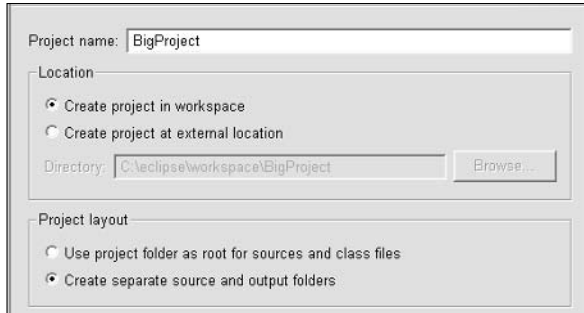 Project name: BigProject
Location
Create project in workspace
Create project at external location
Directory: C:\eclipse\workspace\BigProject Browse...
Project layout
Use project folder as root for sources and class files
Create separate source and output folders